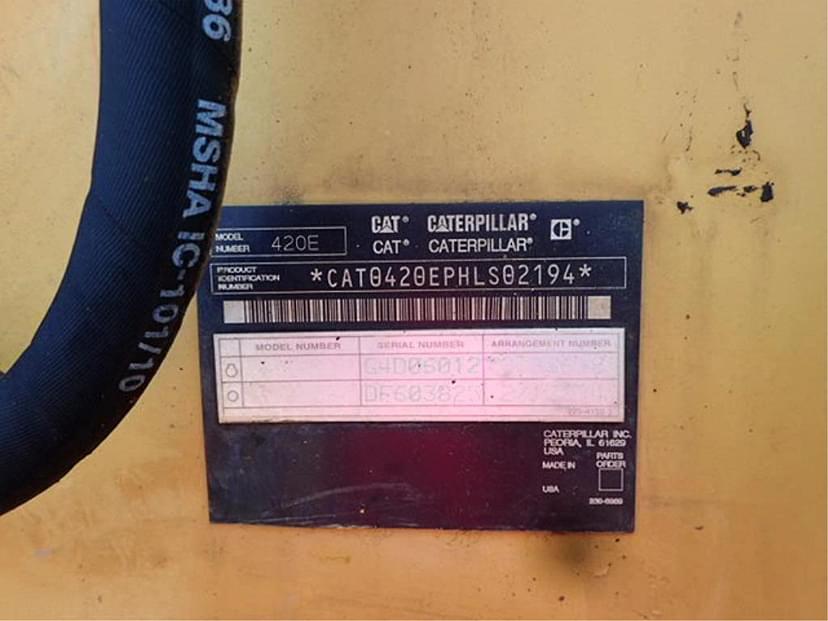 36 MSHA IC-101/10
CAT® CATERPILLAR®
MODEL NUMBER 420E
CAT® CATERPILLAR®
PRODUCT IDENTIFICATION NUMBER *CAT0420EPHLS02194*
MODEL NUMBER SERIAL NUMBER ARRANGEMENT NUMBER
G4D06012
CATERPILLAR INC.
PEORIA, IL 61629
USA
PARTS ORDER
MADE IN
USA